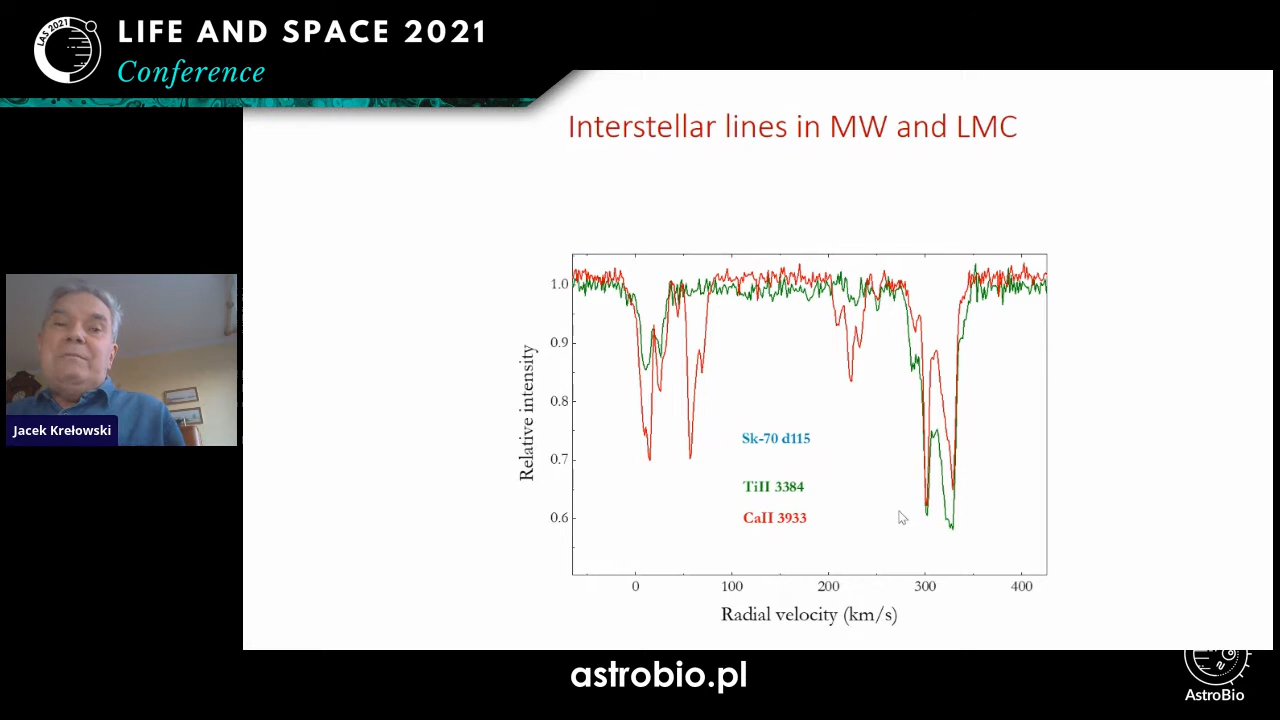 LAS 2021
LIFE AND SPACE 2021
Conference
Interstellar lines in MW and LMC
Relative intensity
1.0
0.9
0.8
0.7
0.6
Sk-70 d115
TiII 3384
CaII 3933
0 100 200 300 400
Radial velocity (km/s)
Jacek Krełowski
astrobio.pl
AstroBio